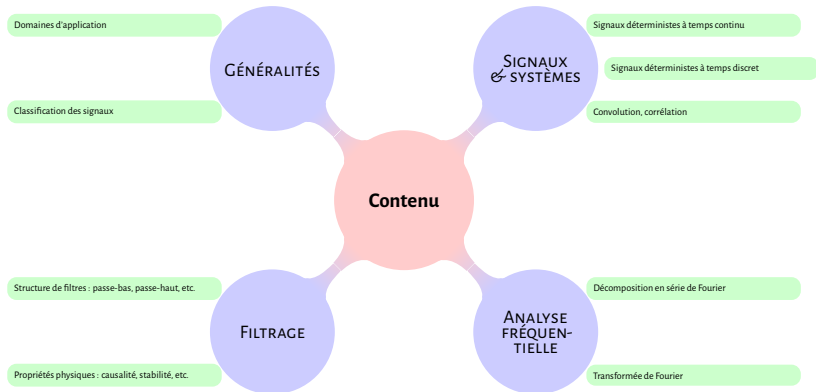 Domaines d'application
Classification des signaux
GÉNÉRALITÉS
SIGNAUX
& SYSTÈMES
Signaux déterministes à temps continu
Signaux déterministes à temps discret
Convolution, corrélation
Contenu
Structure de filtres : passe-bas, passe-haut, etc.
Propriétés physiques : causalité, stabilité, etc.
FILTRAGE
ANALYSE
FRÉQUEN-
TIELLE
Décomposition en série de Fourier
Transformée de Fourier